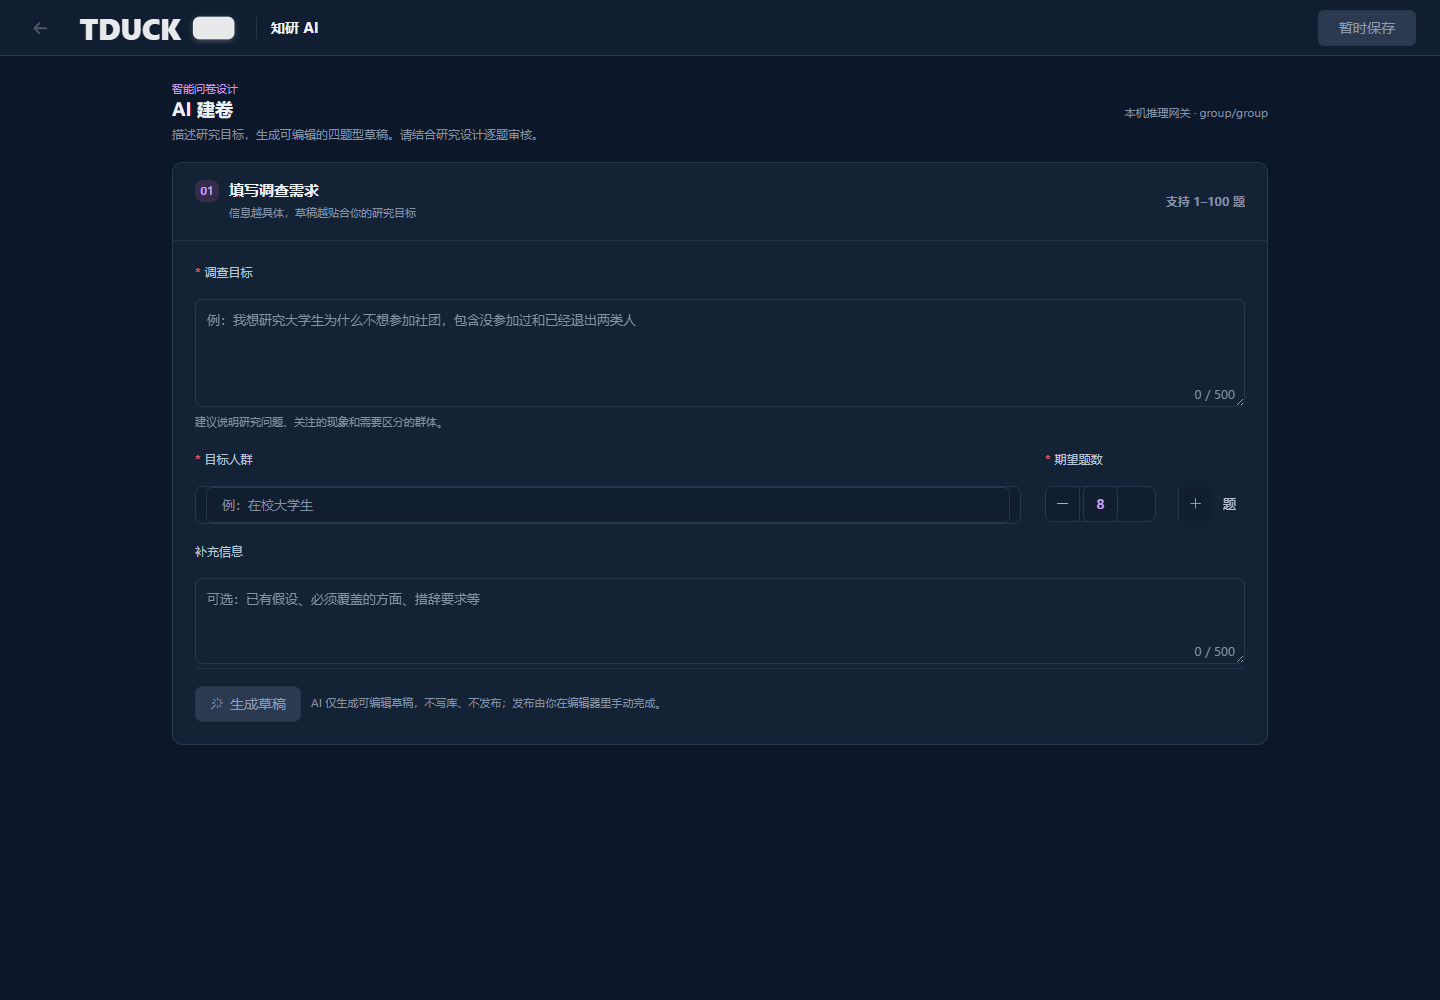 TDUCK
知研 AI
暂时保存
智能问卷设计
AI 建卷
描述研究目标，生成可编辑的四题型草稿。请结合研究设计逐题审核。
本机推理网关 · group/group
01 填写调查需求
信息越具体，草稿越贴合你的研究目标
支持 1–100 题
* 调查目标
例：我想研究大学生为什么不想参加社团，包含没参加过和已经退出两类人
0 / 500
建议说明研究问题、关注的现象和需要区分的群体。
* 目标人群
* 期望题数
例：在校大学生
8
题
补充信息
可选：已有假设、必须覆盖的方面、措辞要求等
0 / 500
生成草稿
AI 仅生成可编辑草稿，不写库、不发布；发布由你在编辑器里手动完成。